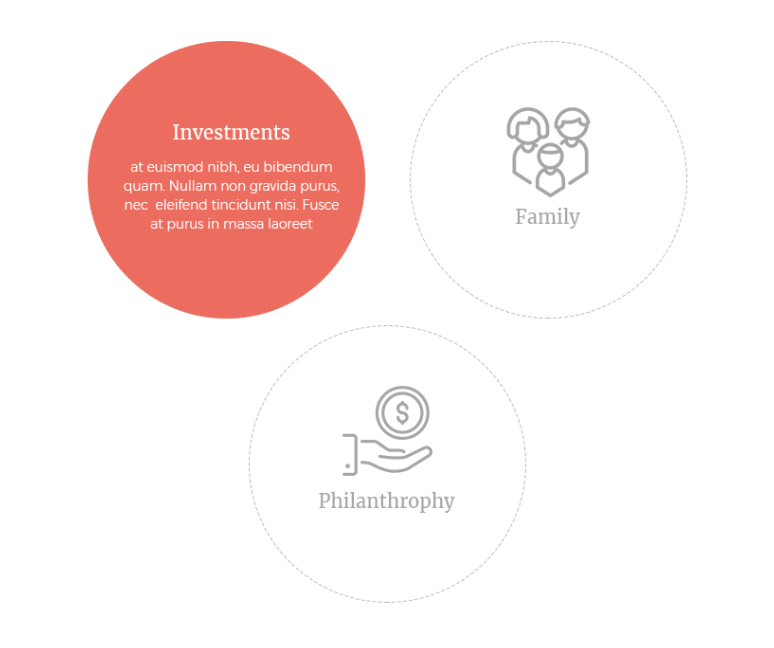 Investments
at euismod nibh, eu bibendum
quam. Nullam non gravida purus,
nec  eleifend tincidunt nisi. Fusce
at purus in massa laoreet
Family
$
Philanthrophy